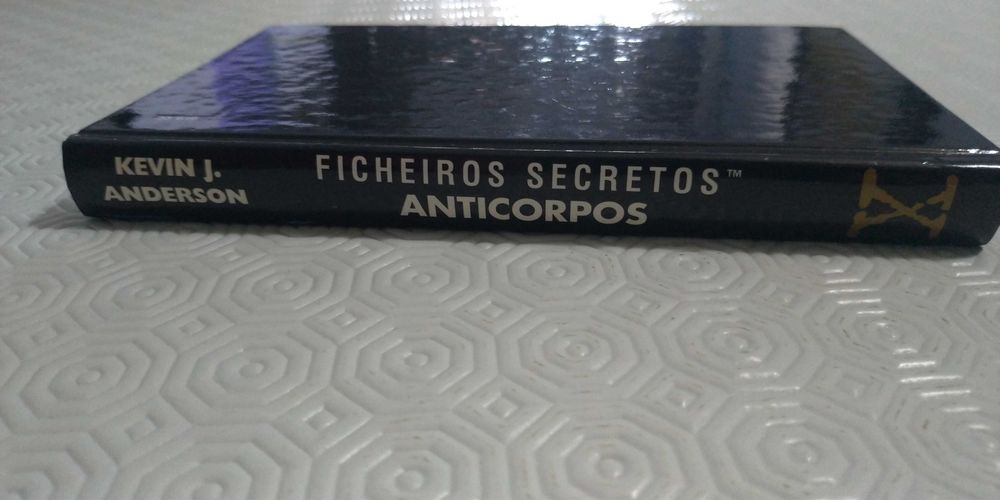 KEVIN J.
ANDERSON
FICHEIROS SECRETOS™
ANTICORPOS
X